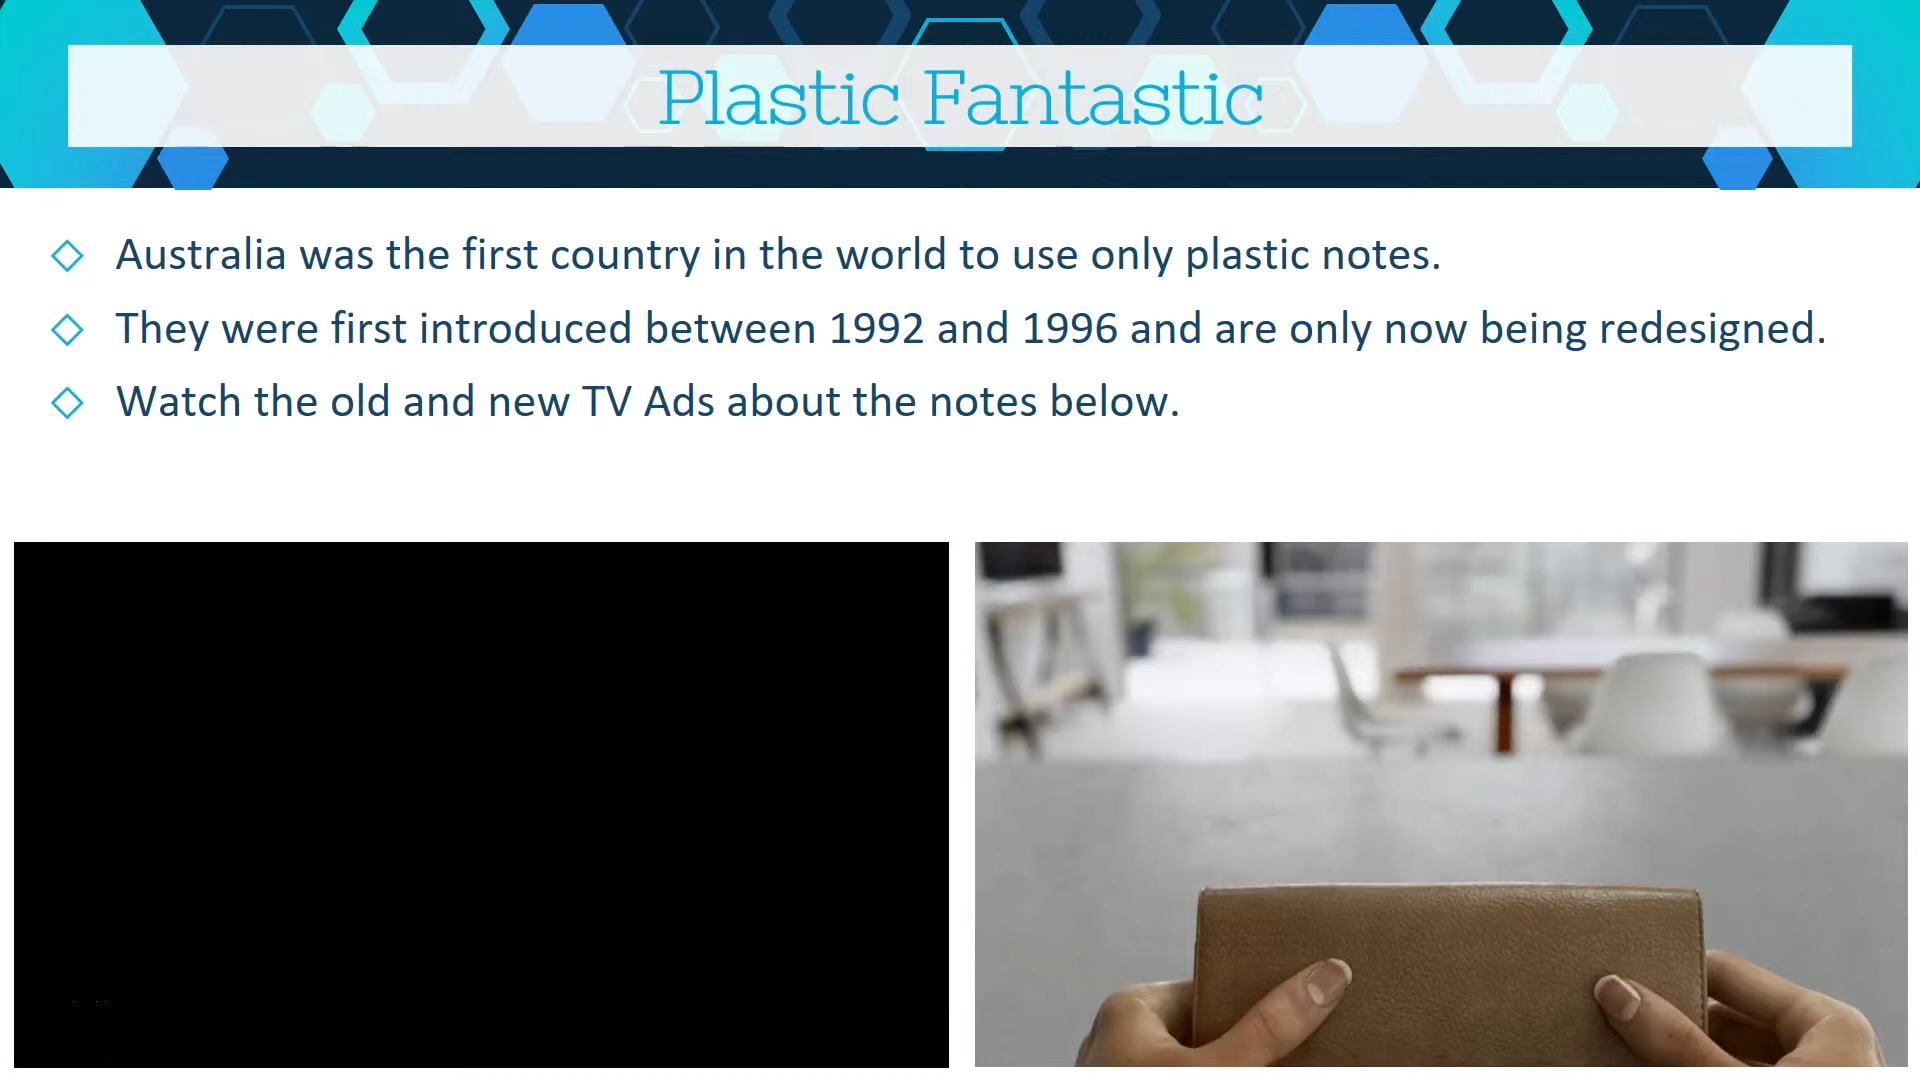 Plastic Fantastic
Australia was the first country in the world to use only plastic notes.
They were first introduced between 1992 and 1996 and are only now being redesigned.
Watch the old and new TV Ads about the notes below.